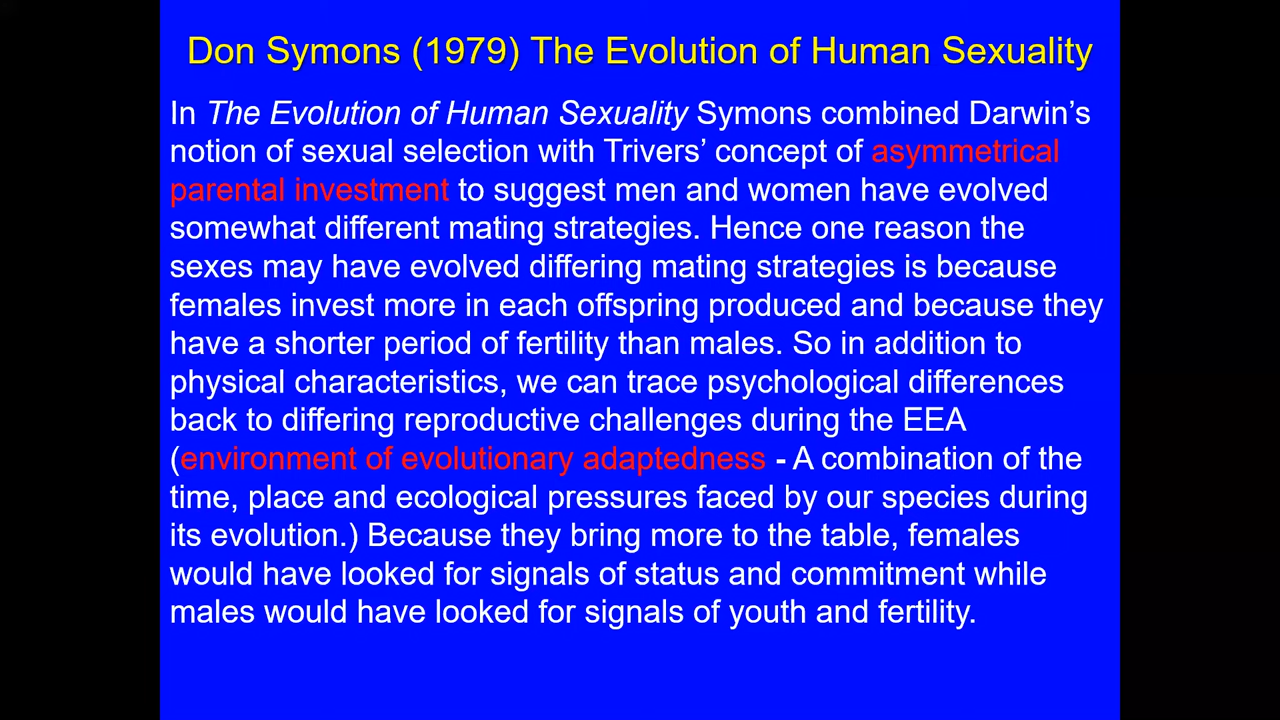 Don Symons (1979) The Evolution of Human Sexuality
In The Evolution of Human Sexuality Symons combined Darwin’s
notion of sexual selection with Trivers’ concept of asymmetrical
parental investment to suggest men and women have evolved
somewhat different mating strategies. Hence one reason the
sexes may have evolved differing mating strategies is because
females invest more in each offspring produced and because they
have a shorter period of fertility than males. So in addition to
physical characteristics, we can trace psychological differences
back to differing reproductive challenges during the EEA
(environment of evolutionary adaptedness - A combination of the
time, place and ecological pressures faced by our species during
its evolution.) Because they bring more to the table, females
would have looked for signals of status and commitment while
males would have looked for signals of youth and fertility.